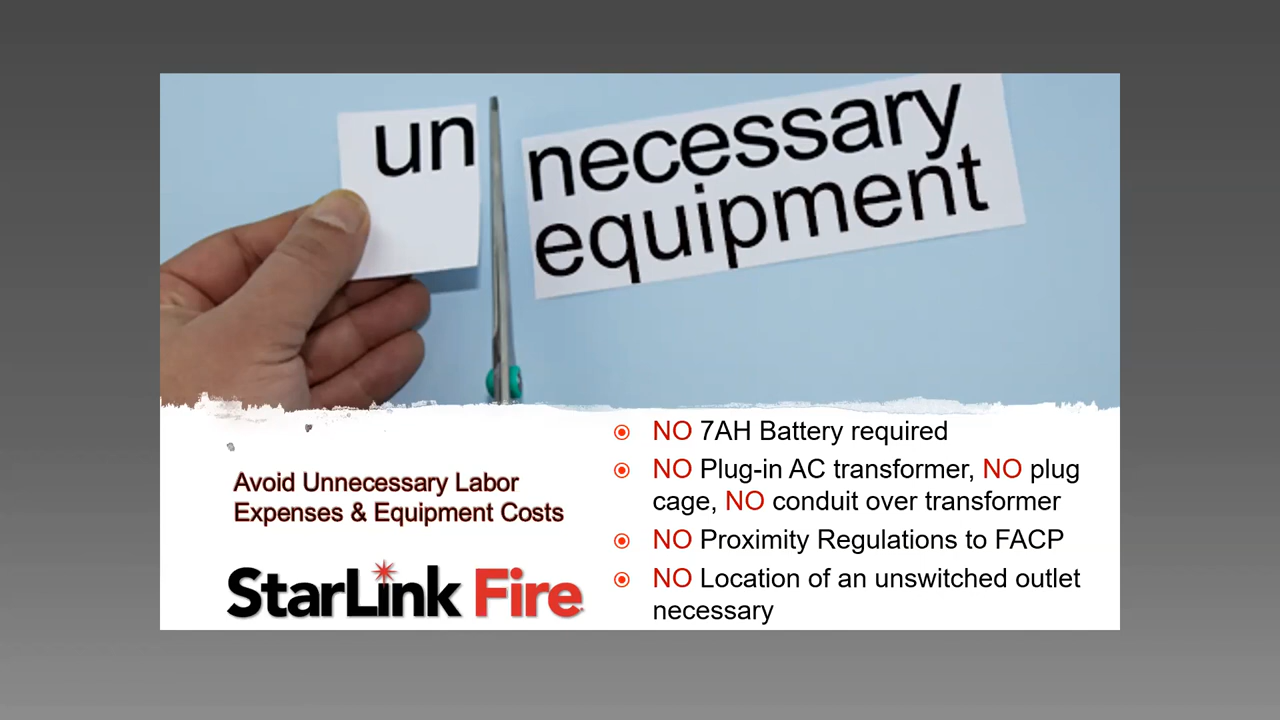 un necessary
equipment
Avoid Unnecessary Labor
Expenses & Equipment Costs
StarLink Fire
NO 7AH Battery required
NO Plug-in AC transformer, NO plug
cage, NO conduit over transformer
NO Proximity Regulations to FACP
NO Location of an unswitched outlet
necessary